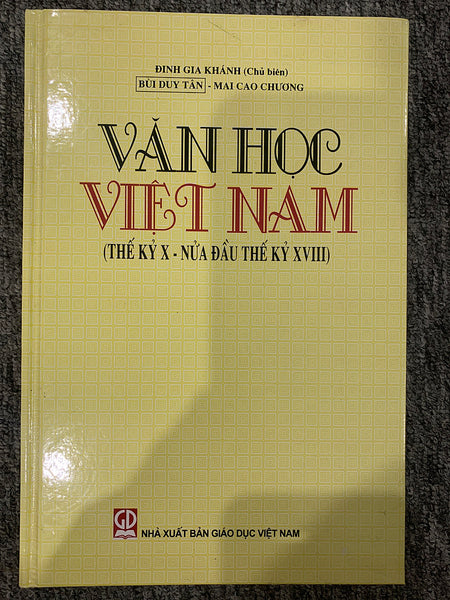 ĐINH GIA KHÁNH (Chủ biên)
BÙI DUY TÂN - MAI CAO CHƯƠNG
VĂN HỌC
VIỆT NAM
(THẾ KỶ X - NỬA ĐẦU THẾ KỶ XVIII)
GD
NHÀ XUẤT BẢN GIÁO DỤC VIỆT NAM